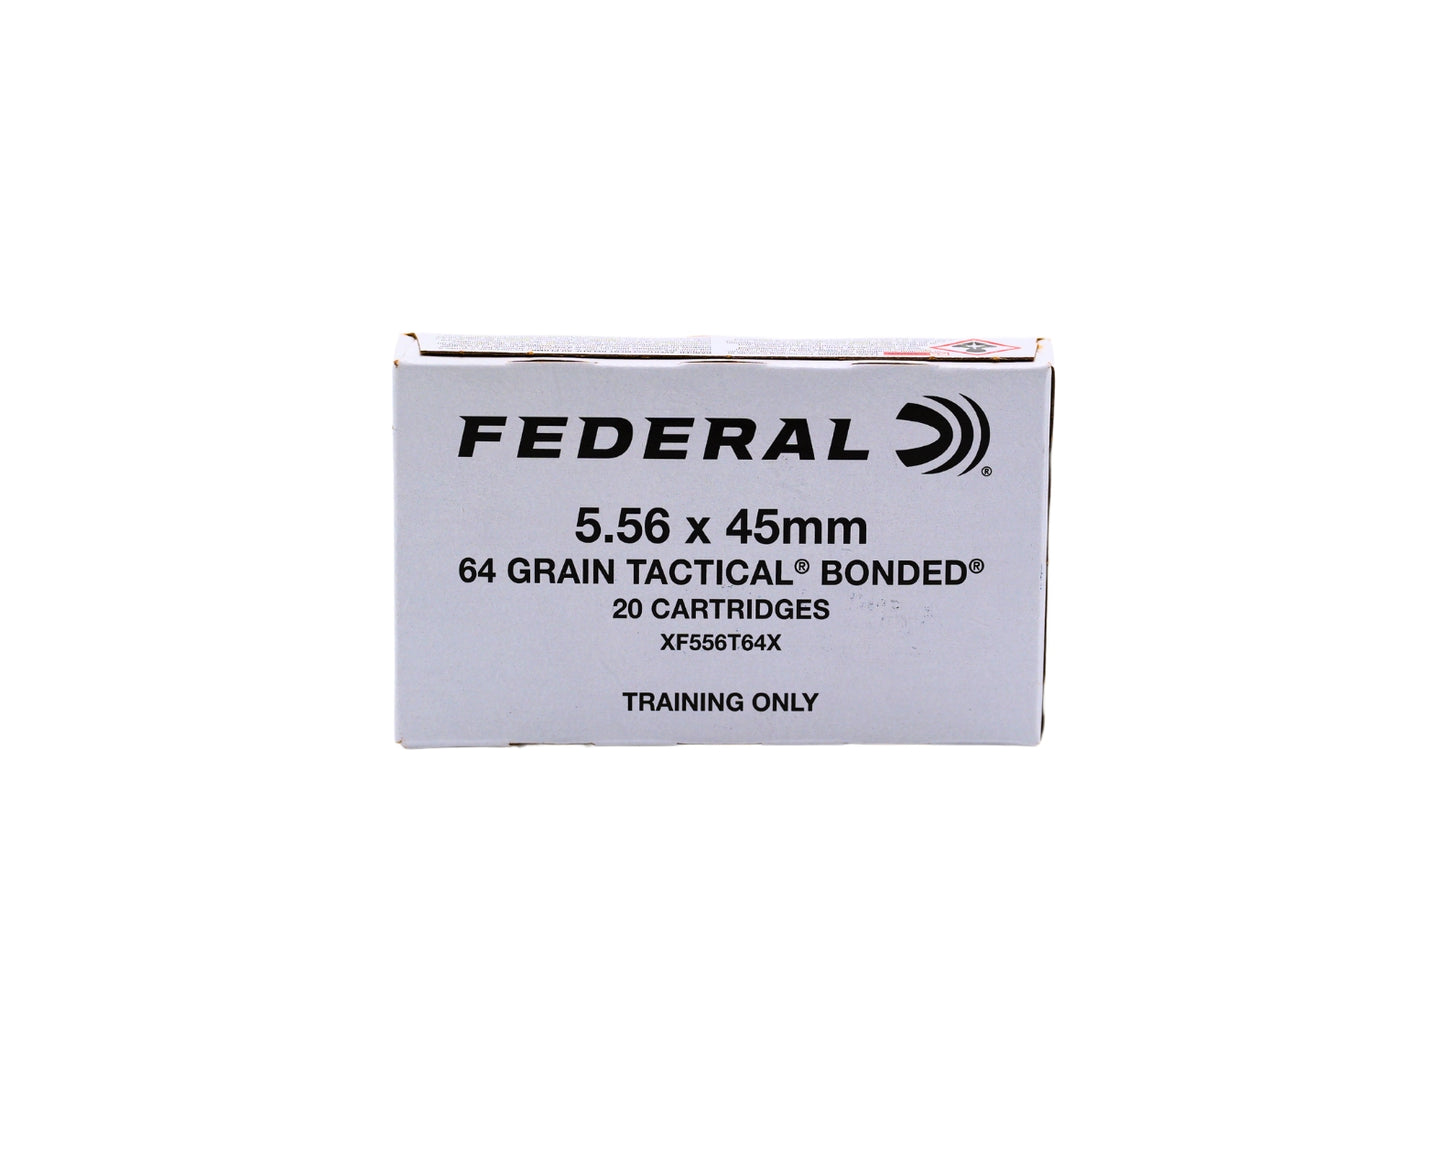 FEDERAL ®
5.56 x 45mm
64 GRAIN TACTICAL® BONDED®
20 CARTRIDGES
XF556T64X
TRAINING ONLY